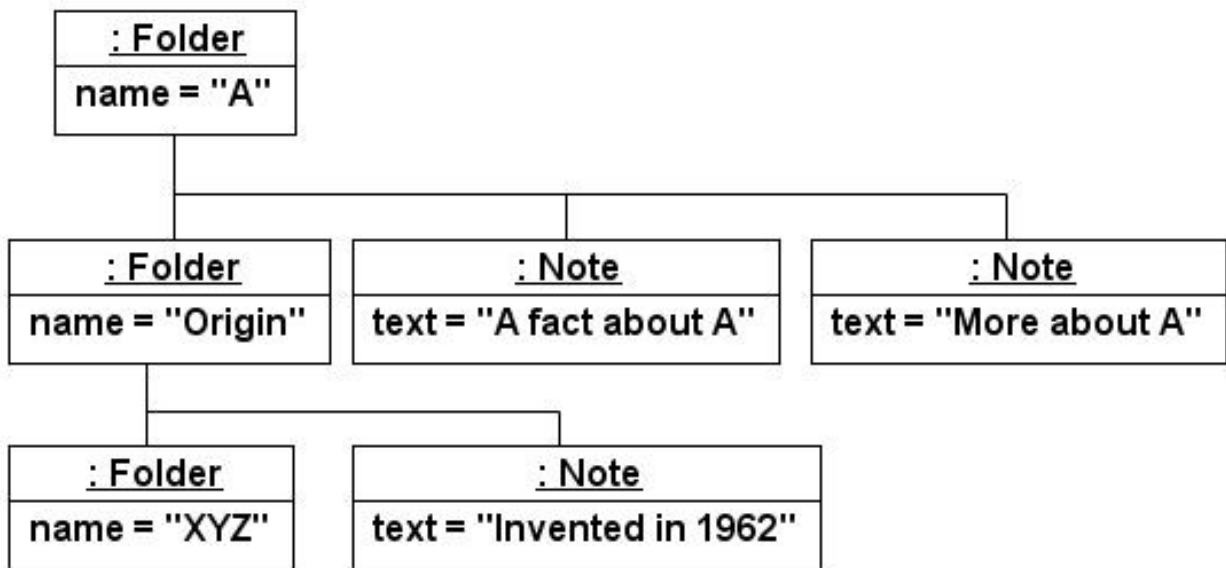 : Folder
name = "A"
: Folder
name = "Origin"
: Note
text = "A fact about A"
: Note
text = "More about A"
: Folder
name = "XYZ"
: Note
text = "Invented in 1962"